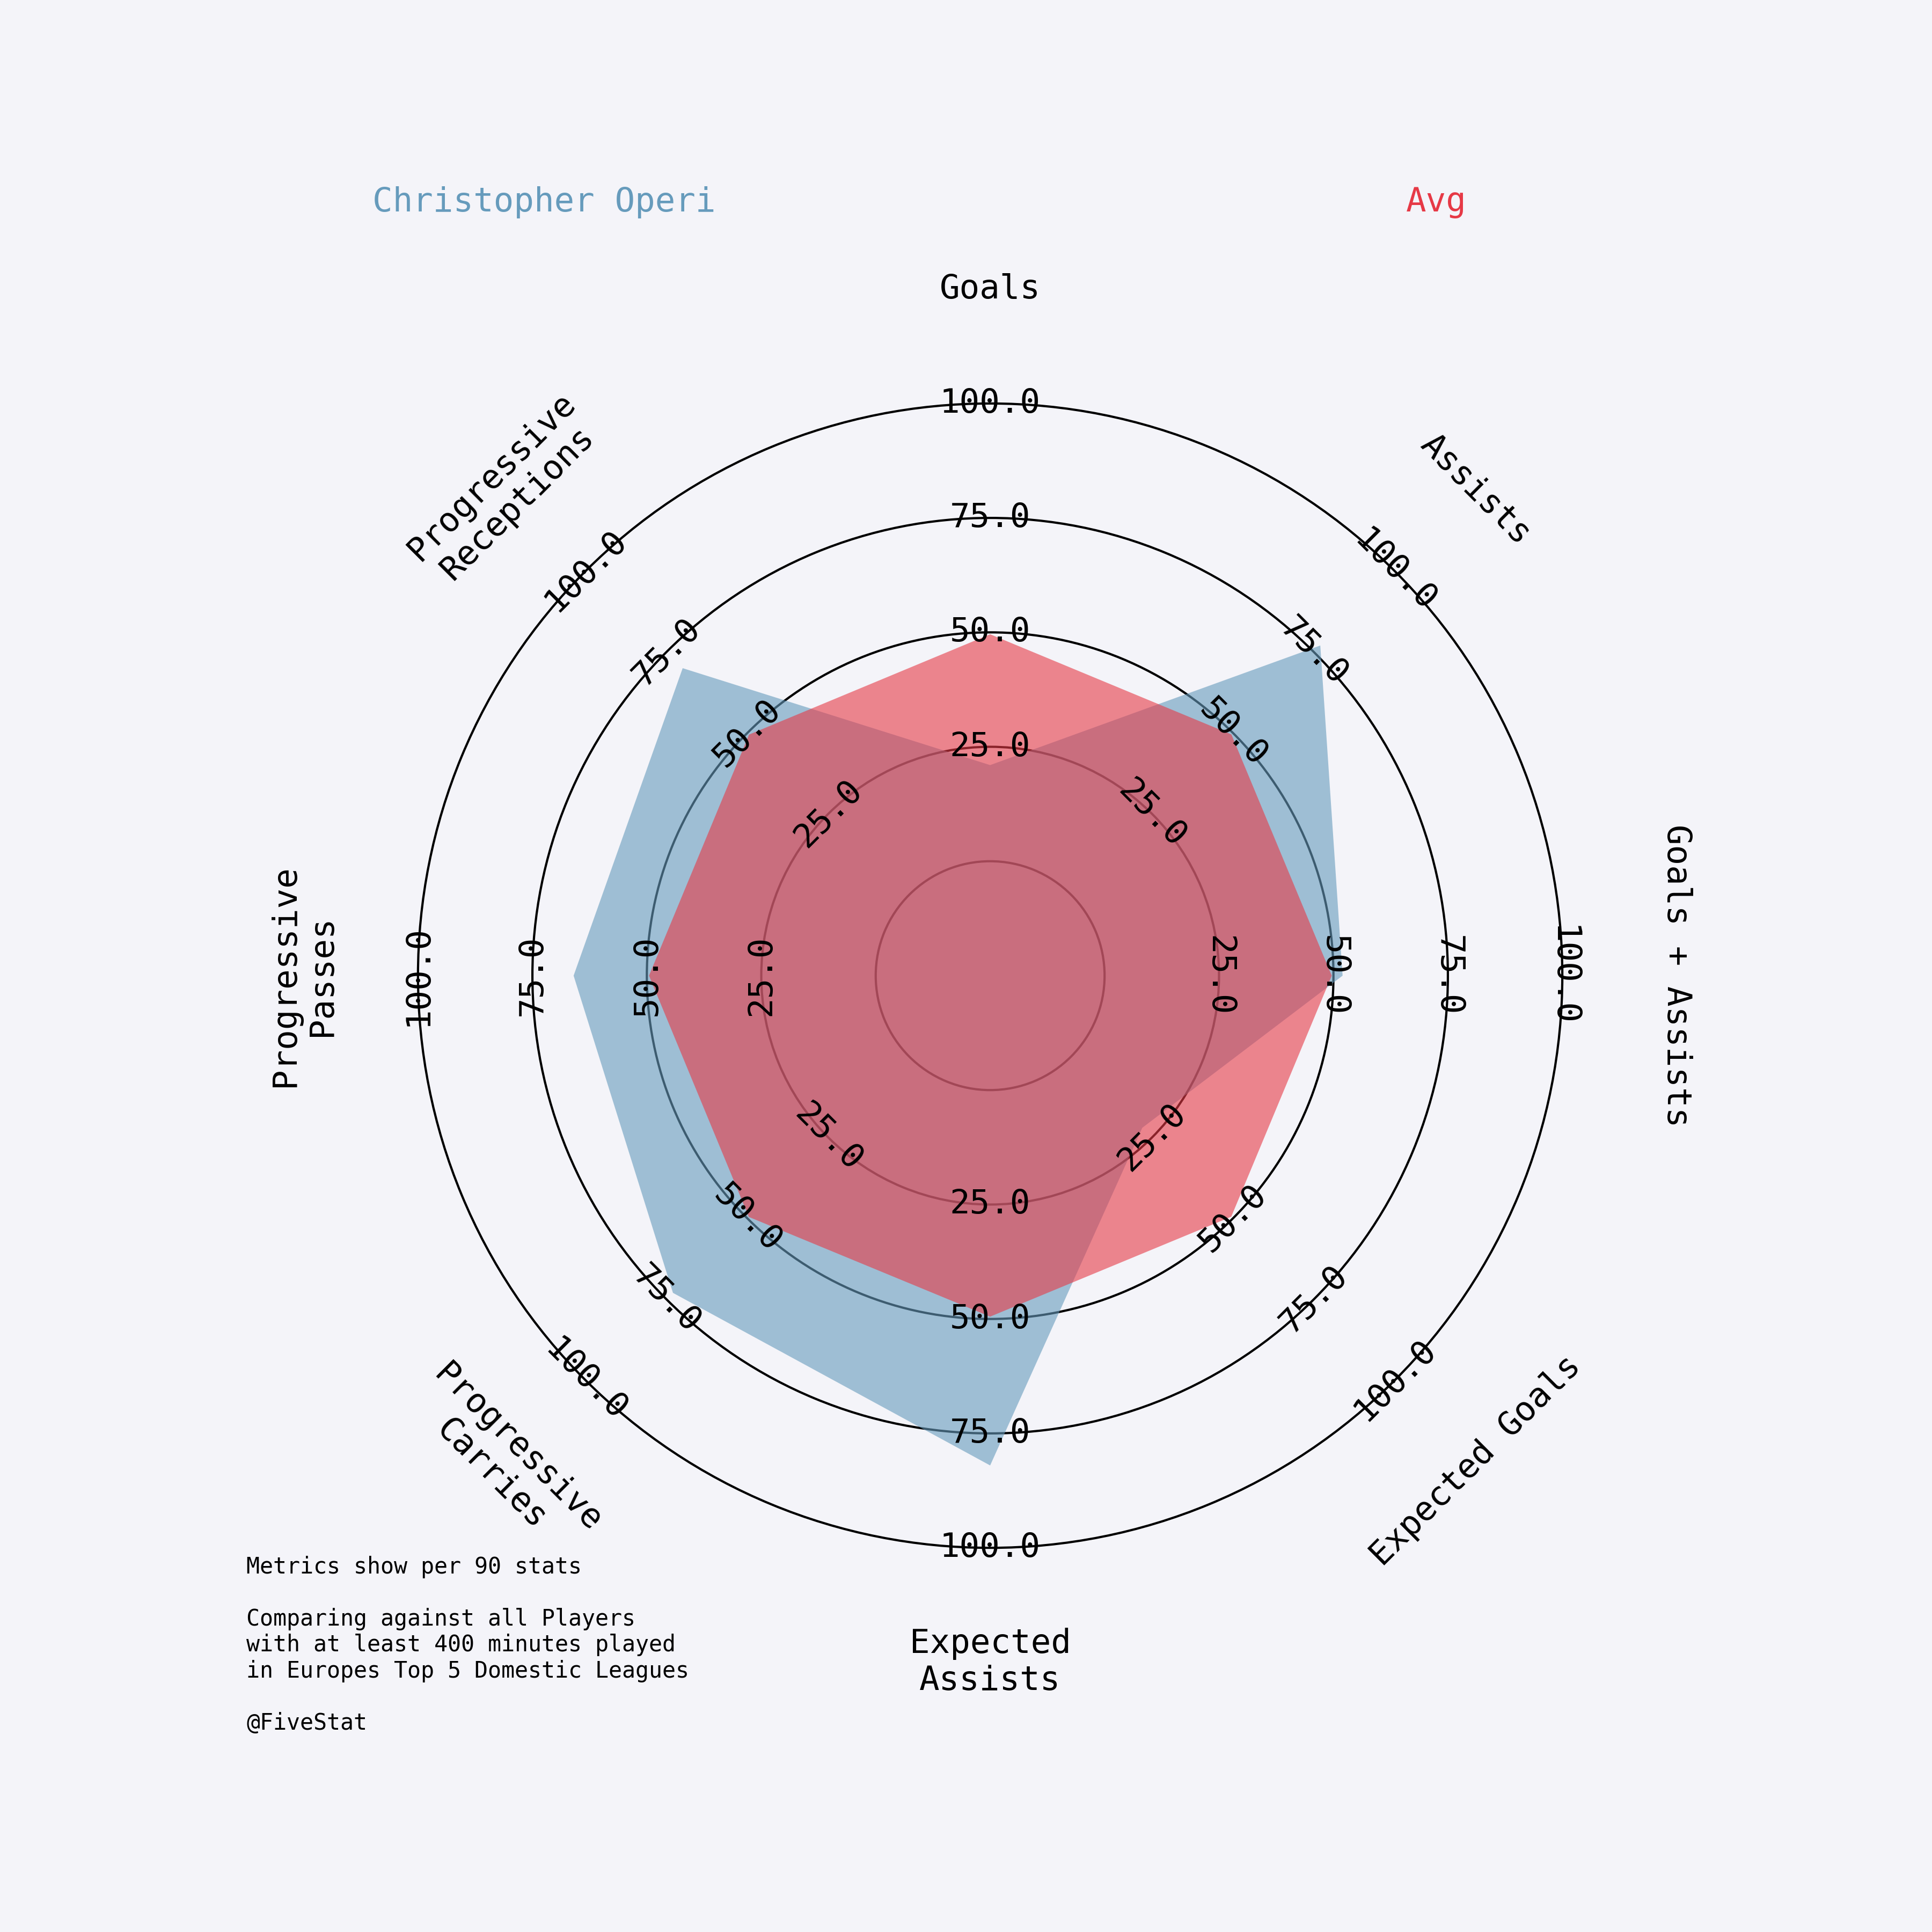 Christopher Operi
Avg
Goals
Assists
Goals + Assists
Expected Goals
Expected
Assists
Progressive
Carries
Progressive
Passes
Progressive
Receptions
25.0
50.0
75.0
100.0
25.0
50.0
75.0
100.0
25.0
50.0
75.0
100.0
25.0
50.0
75.0
100.0
25.0
50.0
75.0
100.0
25.0
50.0
75.0
100.0
25.0
50.0
75.0
100.0
25.0
50.0
75.0
100.0
Metrics show per 90 stats
Comparing against all Players
with at least 400 minutes played
in Europes Top 5 Domestic Leagues
@FiveStat